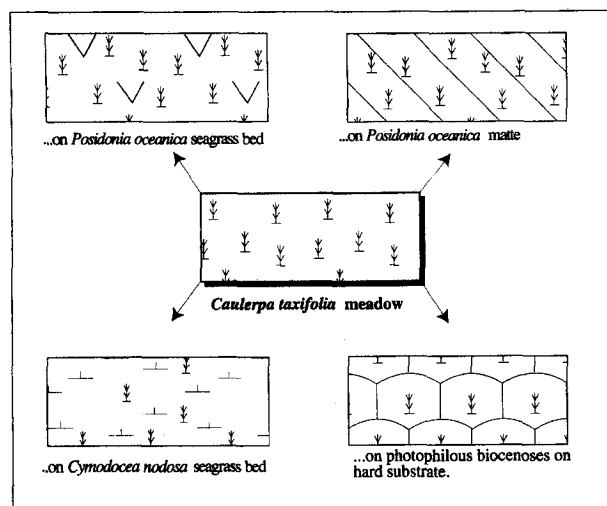 ...on Posidonia oceanica seagrass bed
...on Posidonia oceanica matte
Caulerpa taxifolia meadow
...on Cymodocea nodosa seagrass bed
...on photophilous biocenoses on
hard substrate.